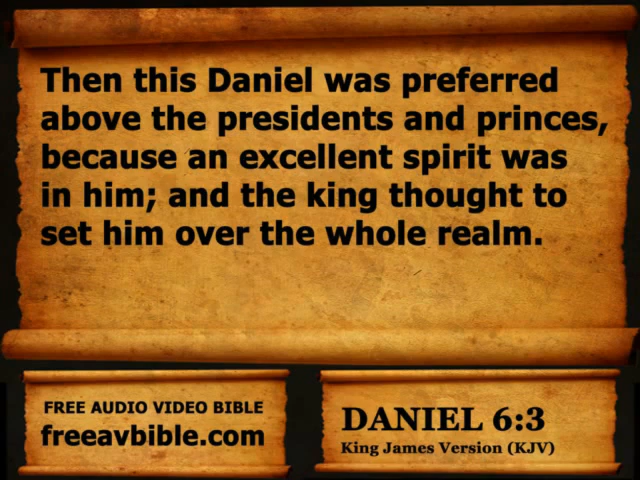 Then this Daniel was preferred
above the presidents and princes,
because an excellent spirit was
in him; and the king thought to
set him over the whole realm.
FREE AUDIO VIDEO BIBLE
freeavbible.com
DANIEL 6:3
King James Version (KJV)